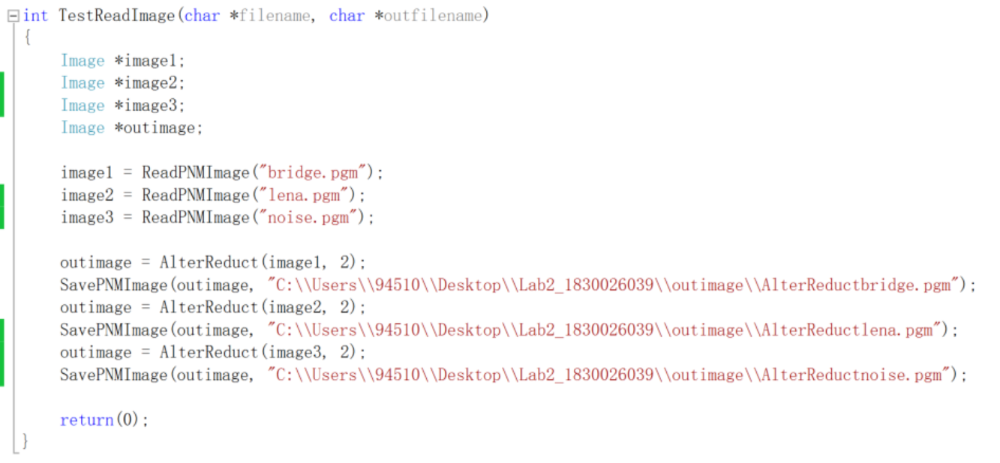 int TestReadImage(char *filename, char *outfilename)
{
    Image *image1;
    Image *image2;
    Image *image3;
    Image *outimage;

    image1 = ReadPNMImage("bridge.pgm");
    image2 = ReadPNMImage("lena.pgm");
    image3 = ReadPNMImage("noise.pgm");

    outimage = AlterReduct(image1, 2);
    SavePNMImage(outimage, "C:\\Users\\94510\\Desktop\\Lab2_1830026039\\outimage\\AlterReductbridge.pgm");
    outimage = AlterReduct(image2, 2);
    SavePNMImage(outimage, "C:\\Users\\94510\\Desktop\\Lab2_1830026039\\outimage\\AlterReductlena.pgm");
    outimage = AlterReduct(image3, 2);
    SavePNMImage(outimage, "C:\\Users\\94510\\Desktop\\Lab2_1830026039\\outimage\\AlterReductnoise.pgm");

    return(0);
}